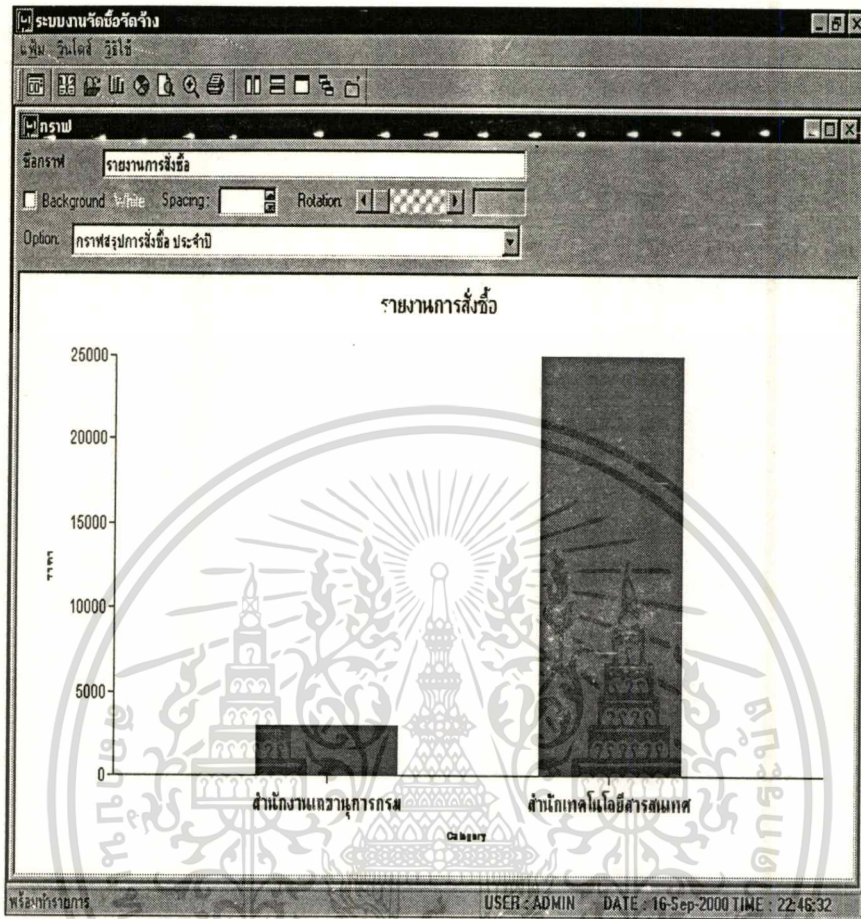 ระบบงานจัดซื้อจัดจ้าง
แฟ้ม วินโดส์ วิธีใช้
กราฟ
ชื่อกราฟ รายงานการสั่งซื้อ
Background White Spacing: Rotation:
Option: กราฟสรุปการสั่งซื้อ ประจำปี
รายงานการสั่งซื้อ
25000
20000
15000
ราคา
10000
5000
0
สำนักงานเลขานุการกรม สำนักเทคโนโลยีสารสนเทศ
Category
พร้อมทำรายการ USER : ADMIN DATE : 16-Sep-2000 TIME : 22:46:32